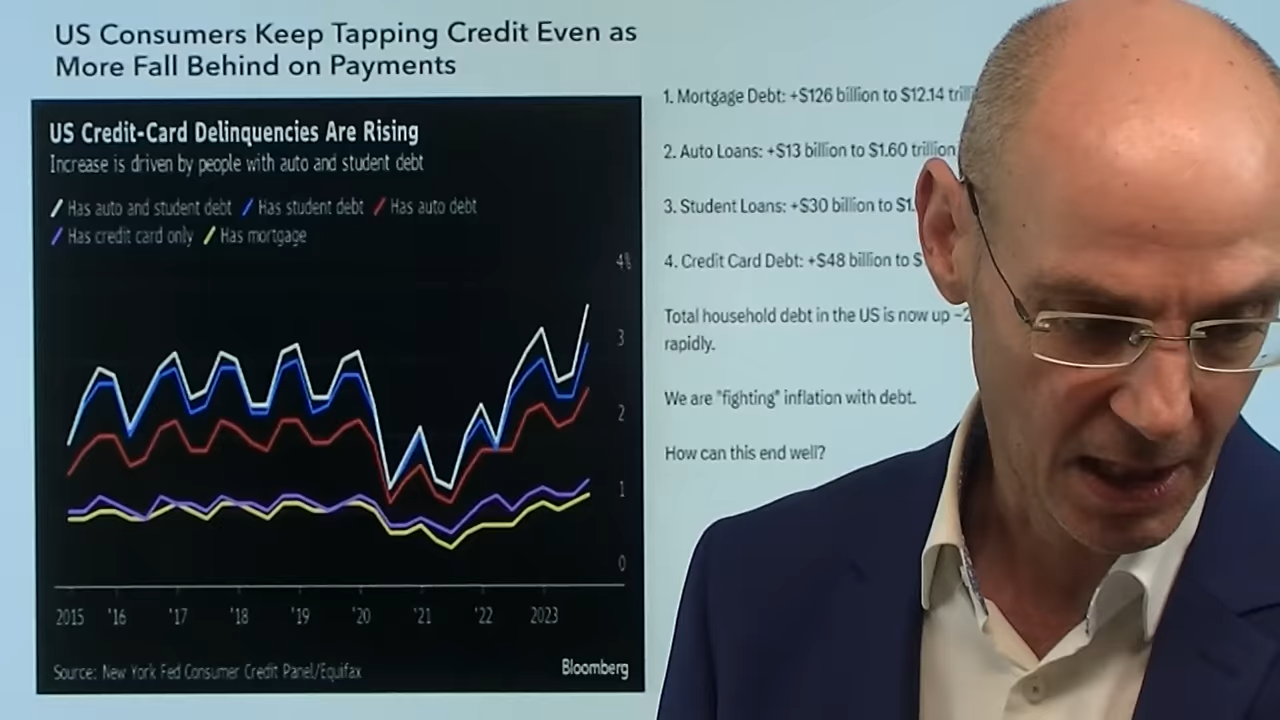 US Consumers Keep Tapping Credit Even as
More Fall Behind on Payments
US Credit-Card Delinquencies Are Rising
Increase is driven by people with auto and student debt
Has auto and student debt Has student debt Has auto debt
Has credit card only Has mortgage
4%
3
2
1
0
2015 '16 '17 '18 '19 '20 '21 '22 2023
Source: New York Fed Consumer Credit Panel/Equifax
Bloomberg
1. Mortgage Debt: +$126 billion to $12.14
2. Auto Loans: +$13 billion to $1.60 trillion
3. Student Loans: +$30 billion to $1.
4. Credit Card Debt: +$48 billion to $
Total household debt in the US is now up
rapidly.
We are "fighting" inflation with debt.
How can this end well?